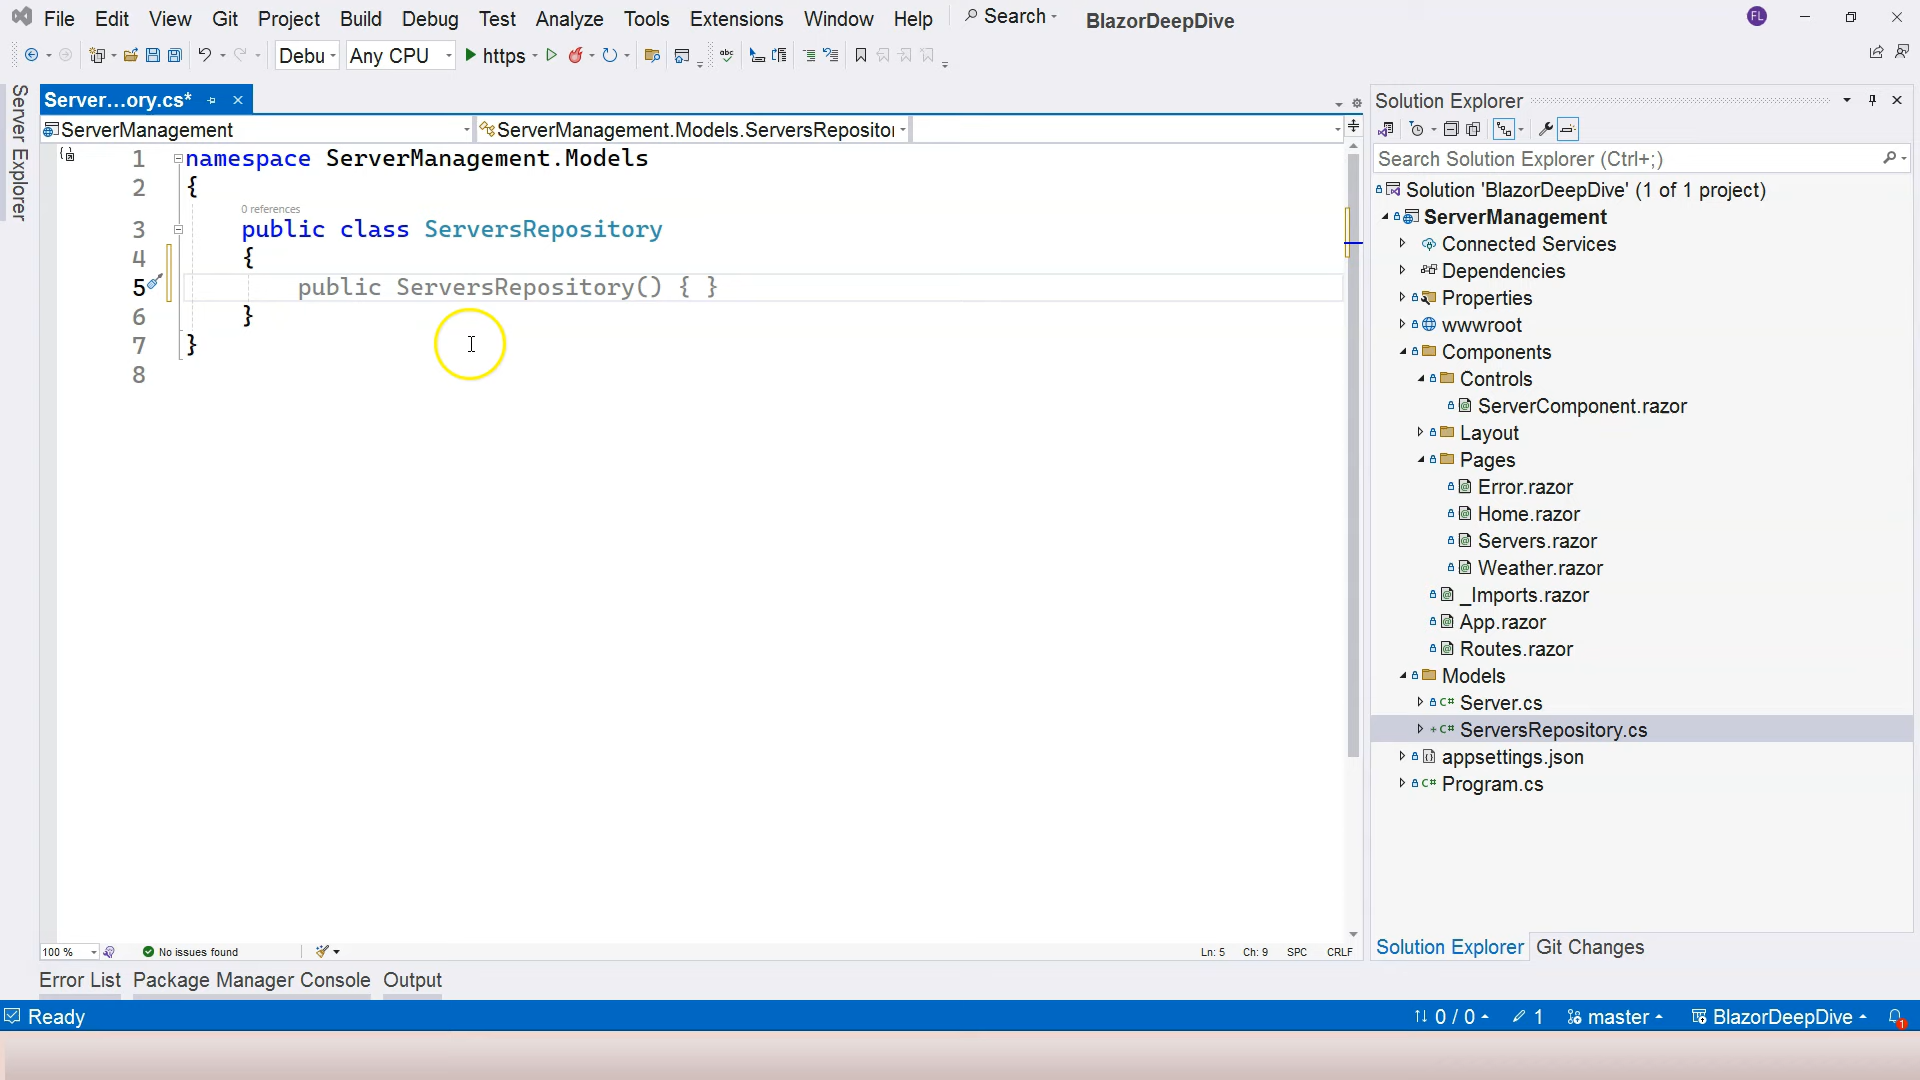 File Edit View Git Project Build Debug Test Analyze Tools Extensions Window Help Search BlazorDeepDive FL
Debu Any CPU https abc
Server Explorer
Server...ory.cs*
ServerManagement ServerManagement.Models.ServersRepositor
1 namespace ServerManagement.Models
2 {
0 references
3 public class ServersRepository
4 {
5 public ServersRepository() { }
6 }
7 }
8
100 % No issues found Ln: 5 Ch: 9 SPC CRLF
Error List Package Manager Console Output
Solution Explorer
Search Solution Explorer (Ctrl+;)
Solution 'BlazorDeepDive' (1 of 1 project)
ServerManagement
Connected Services
Dependencies
Properties
wwwroot
Components
Controls
ServerComponent.razor
Layout
Pages
Error.razor
Home.razor
Servers.razor
Weather.razor
_Imports.razor
App.razor
Routes.razor
Models
C# Server.cs
C# ServersRepository.cs
appsettings.json
C# Program.cs
Solution Explorer Git Changes
Ready 0 / 0 1 master BlazorDeepDive 1